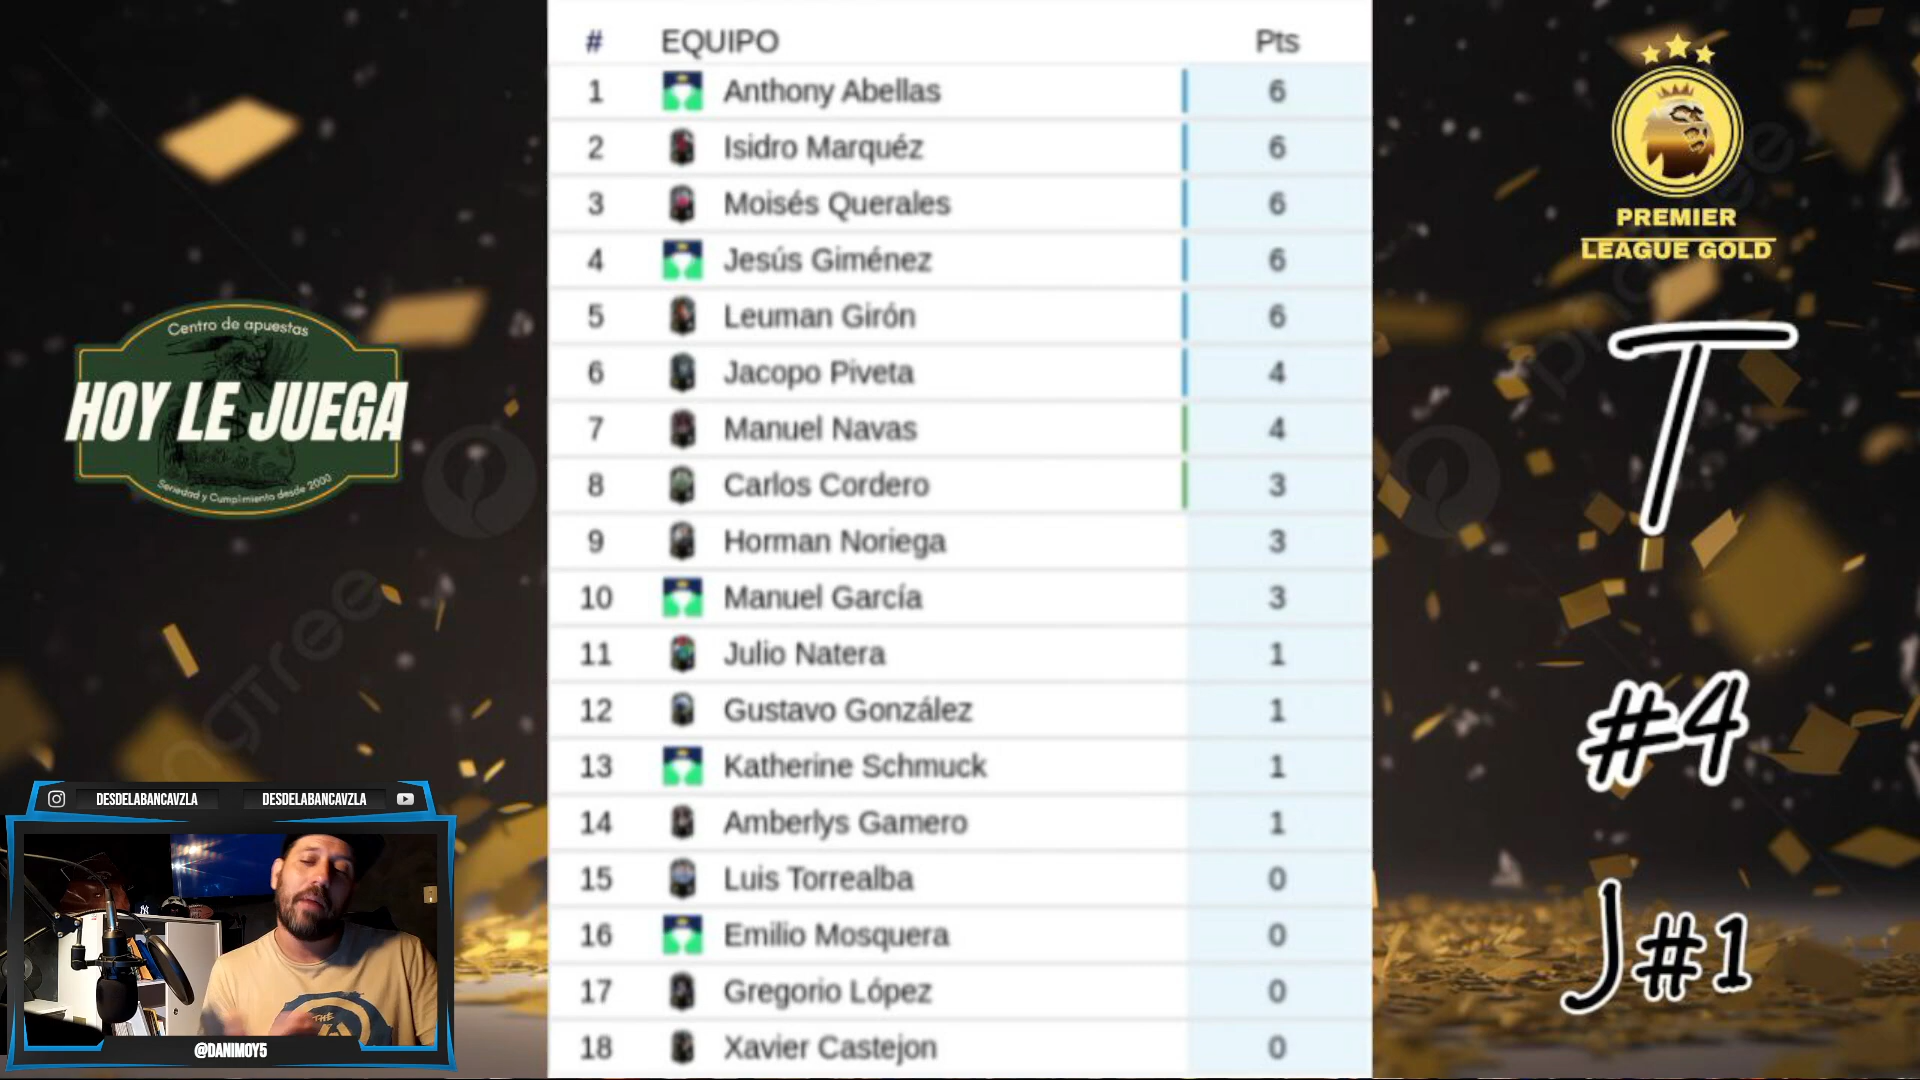 # EQUIPO Pts
1 Anthony Abellas 6
2 Isidro Marquéz 6
3 Moisés Querales 6
4 Jesús Giménez 6
5 Leuman Girón 6
6 Jacopo Piveta 4
7 Manuel Navas 4
8 Carlos Cordero 3
9 Horman Noriega 3
10 Manuel García 3
11 Julio Natera 1
12 Gustavo González 1
13 Katherine Schmuck 1
14 Amberlys Gamero 1
15 Luis Torrealba 0
16 Emilio Mosquera 0
17 Gregorio López 0
18 Xavier Castejon 0
Centro de apuestas
HOY LE JUEGA
Seriedad y Cumplimiento desde 2000
DESDELABANCAVZLA DESDELABANCAVZLA
THE
@DANIMOY5
PREMIER
LEAGUE GOLD
T
#4
J#1